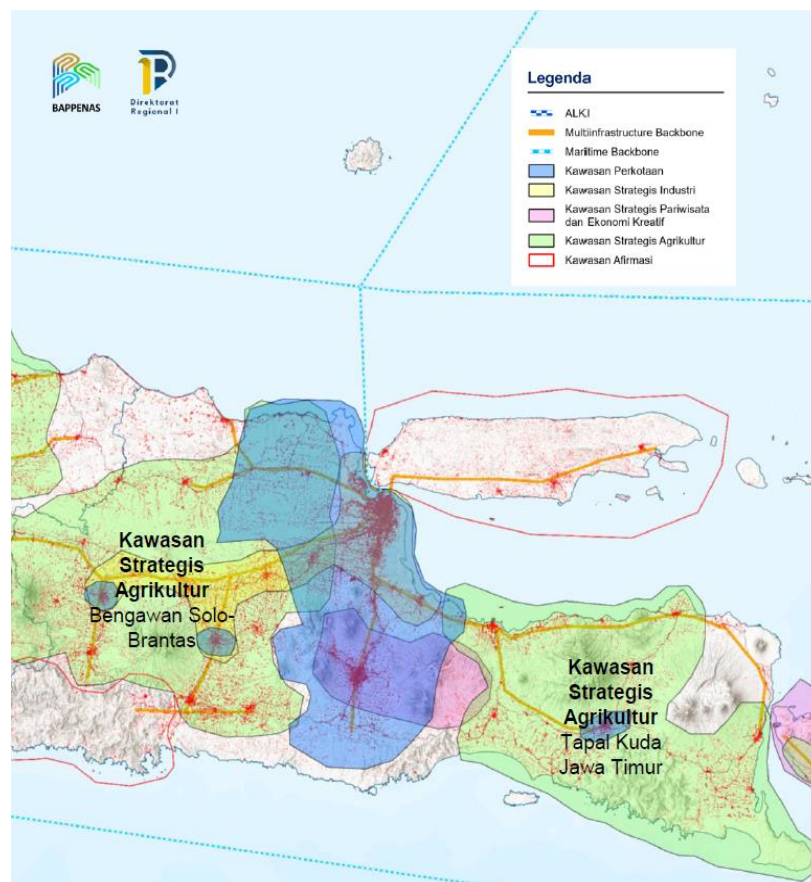 BAPPENAS
Direktorat
Regional I
Legenda
ALKI
Multiinfrastructure Backbone
Maritime Backbone
Kawasan Perkotaan
Kawasan Strategis Industri
Kawasan Strategis Pariwisata
dan Ekonomi Kreatif
Kawasan Strategis Agrikultur
Kawasan Afirmasi
Kawasan
Strategis
Agrikultur
Bengawan Solo-
Brantas
Kawasan
Strategis
Agrikultur
Tapal Kuda
Jawa Timur